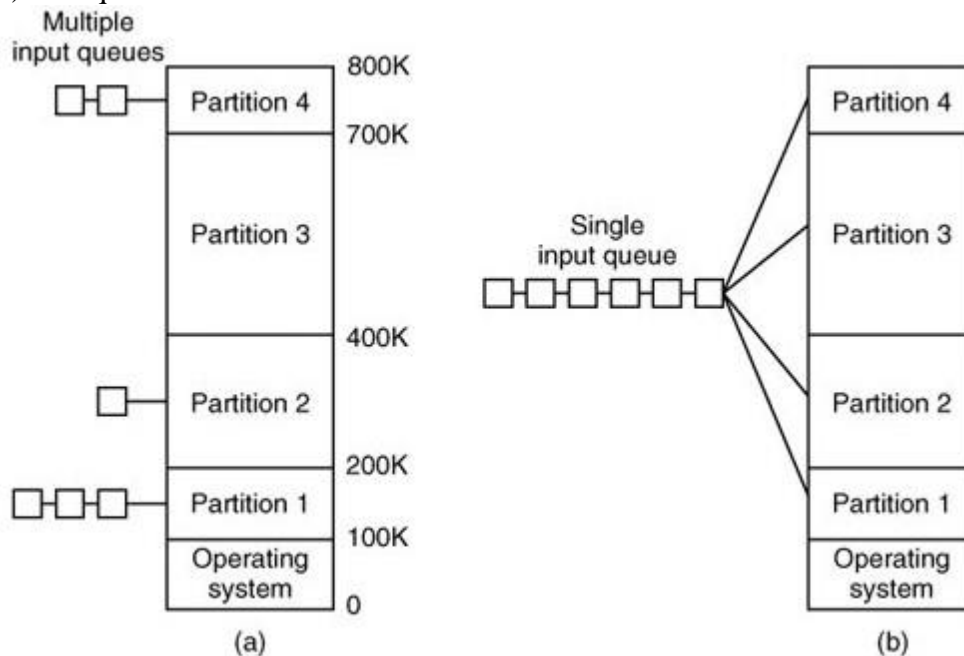 Multiple
input queues
800K
Partition 4
700K
Partition 3
400K
Partition 2
200K
Partition 1
100K
Operating
system
0
(a)
Single
input queue
Partition 4
Partition 3
Partition 2
Partition 1
Operating
system
(b)